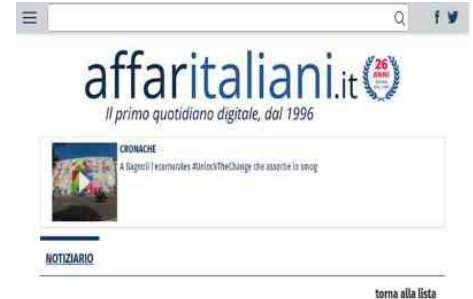 affaritaliani.it
26
ANNI
Il primo quotidiano digitale, dal 1996
CRONACHE
A Bagnoli l'ecomurales #UnlockTheChange che assorbe lo smog
NOTIZIARIO
torna alla lista